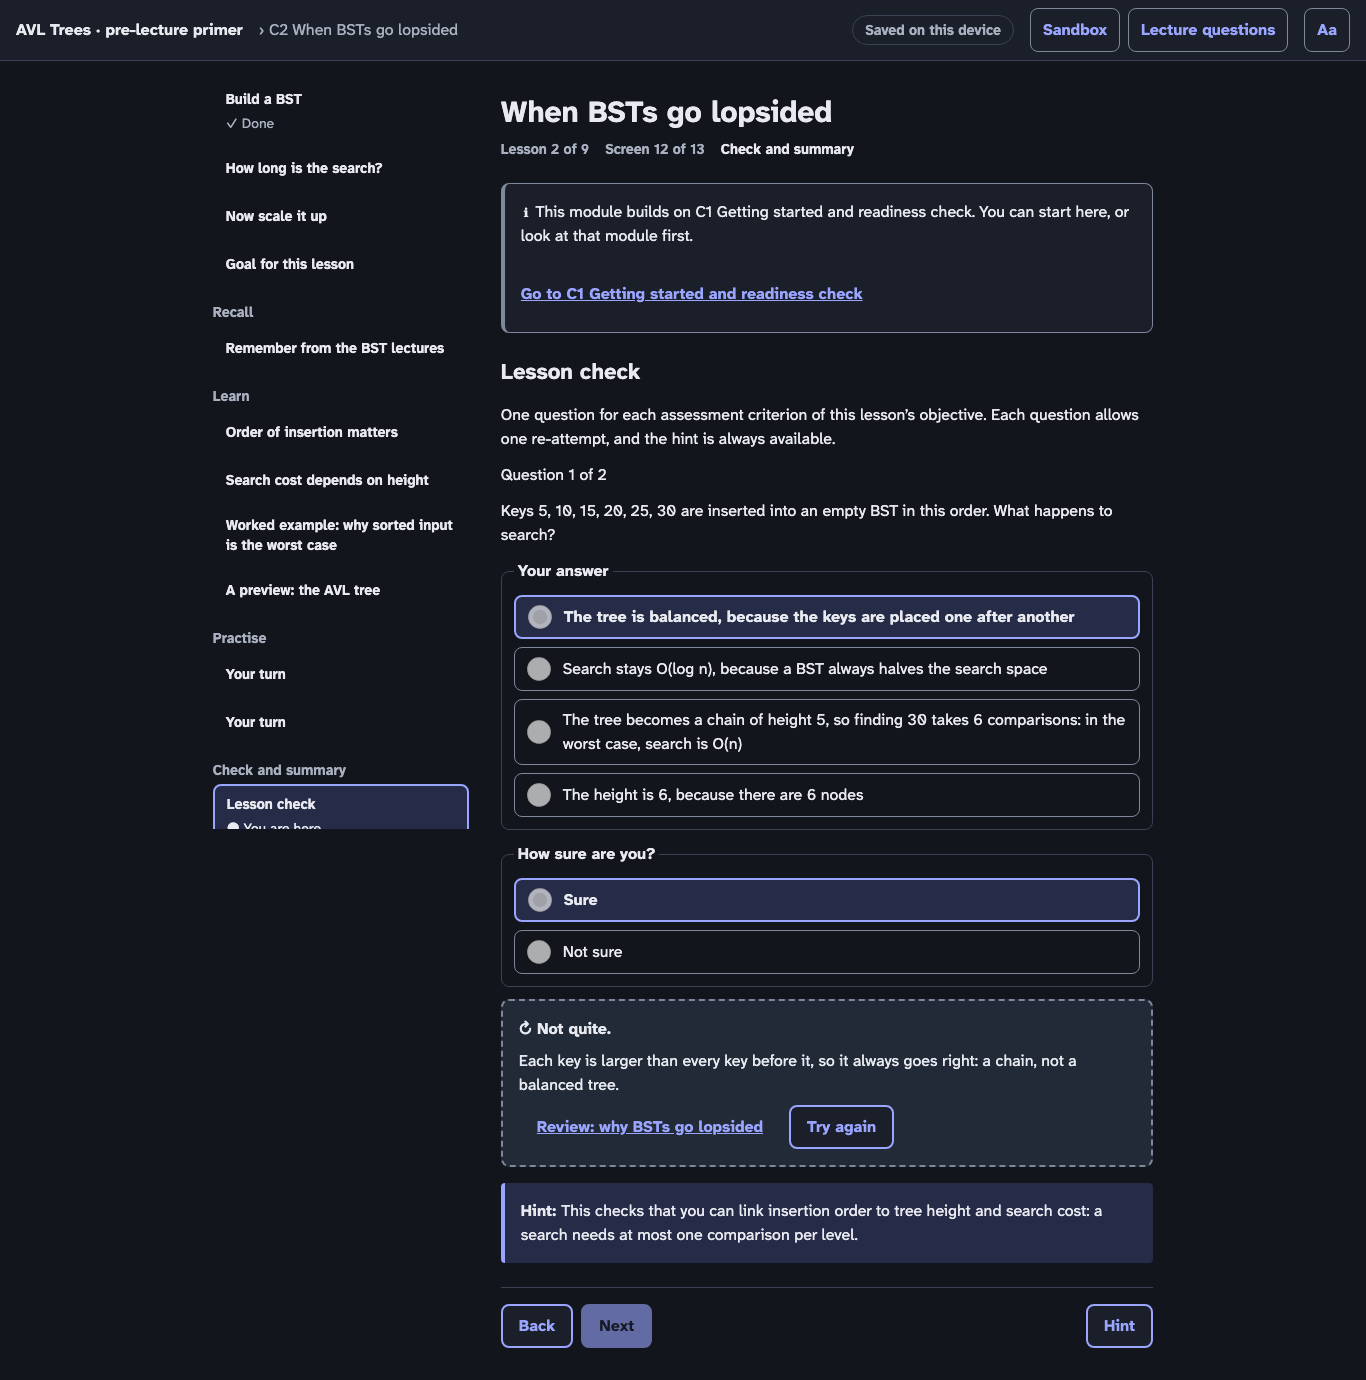 AVL Trees · pre-lecture primer › C2 When BSTs go lopsided
Saved on this device
Sandbox
Lecture questions
Aa
Build a BST
✓ Done
How long is the search?
Now scale it up
Goal for this lesson
Recall
Remember from the BST lectures
Learn
Order of insertion matters
Search cost depends on height
Worked example: why sorted input
is the worst case
A preview: the AVL tree
Practise
Your turn
Your turn
Check and summary
Lesson check
You are here
When BSTs go lopsided
Lesson 2 of 9 Screen 12 of 13 Check and summary
ℹ This module builds on C1 Getting started and readiness check. You can start here, or
look at that module first.
Go to C1 Getting started and readiness check
Lesson check
One question for each assessment criterion of this lesson’s objective. Each question allows
one re-attempt, and the hint is always available.
Question 1 of 2
Keys 5, 10, 15, 20, 25, 30 are inserted into an empty BST in this order. What happens to
search?
Your answer
The tree is balanced, because the keys are placed one after another
Search stays O(log n), because a BST always halves the search space
The tree becomes a chain of height 5, so finding 30 takes 6 comparisons: in the
worst case, search is O(n)
The height is 6, because there are 6 nodes
How sure are you?
Sure
Not sure
↻ Not quite.
Each key is larger than every key before it, so it always goes right: a chain, not a
balanced tree.
Review: why BSTs go lopsided
Try again
Hint: This checks that you can link insertion order to tree height and search cost: a
search needs at most one comparison per level.
Back
Next
Hint